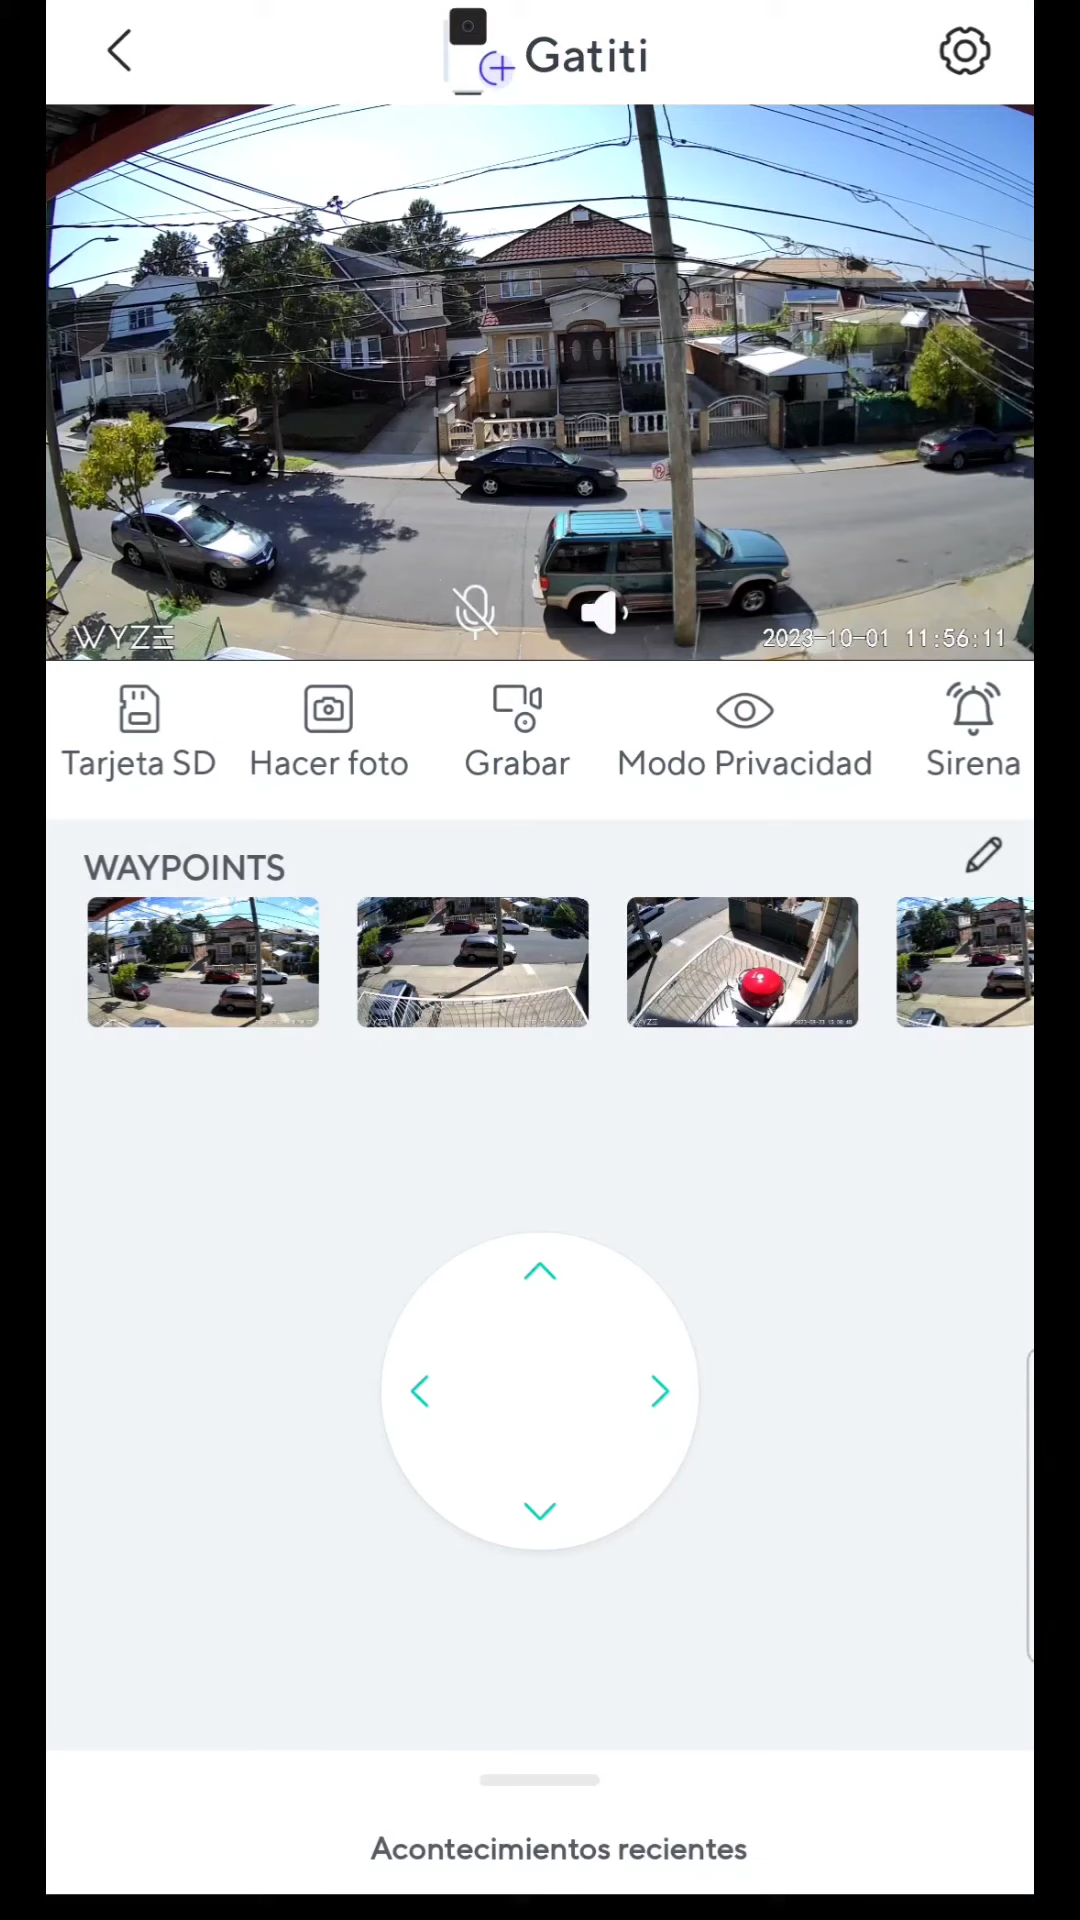 Gatiti
WYZE
2023-10-01 11:56:11
Tarjeta SD
Hacer foto
Grabar
Modo Privacidad
Sirena
WAYPOINTS
Acontecimientos recientes